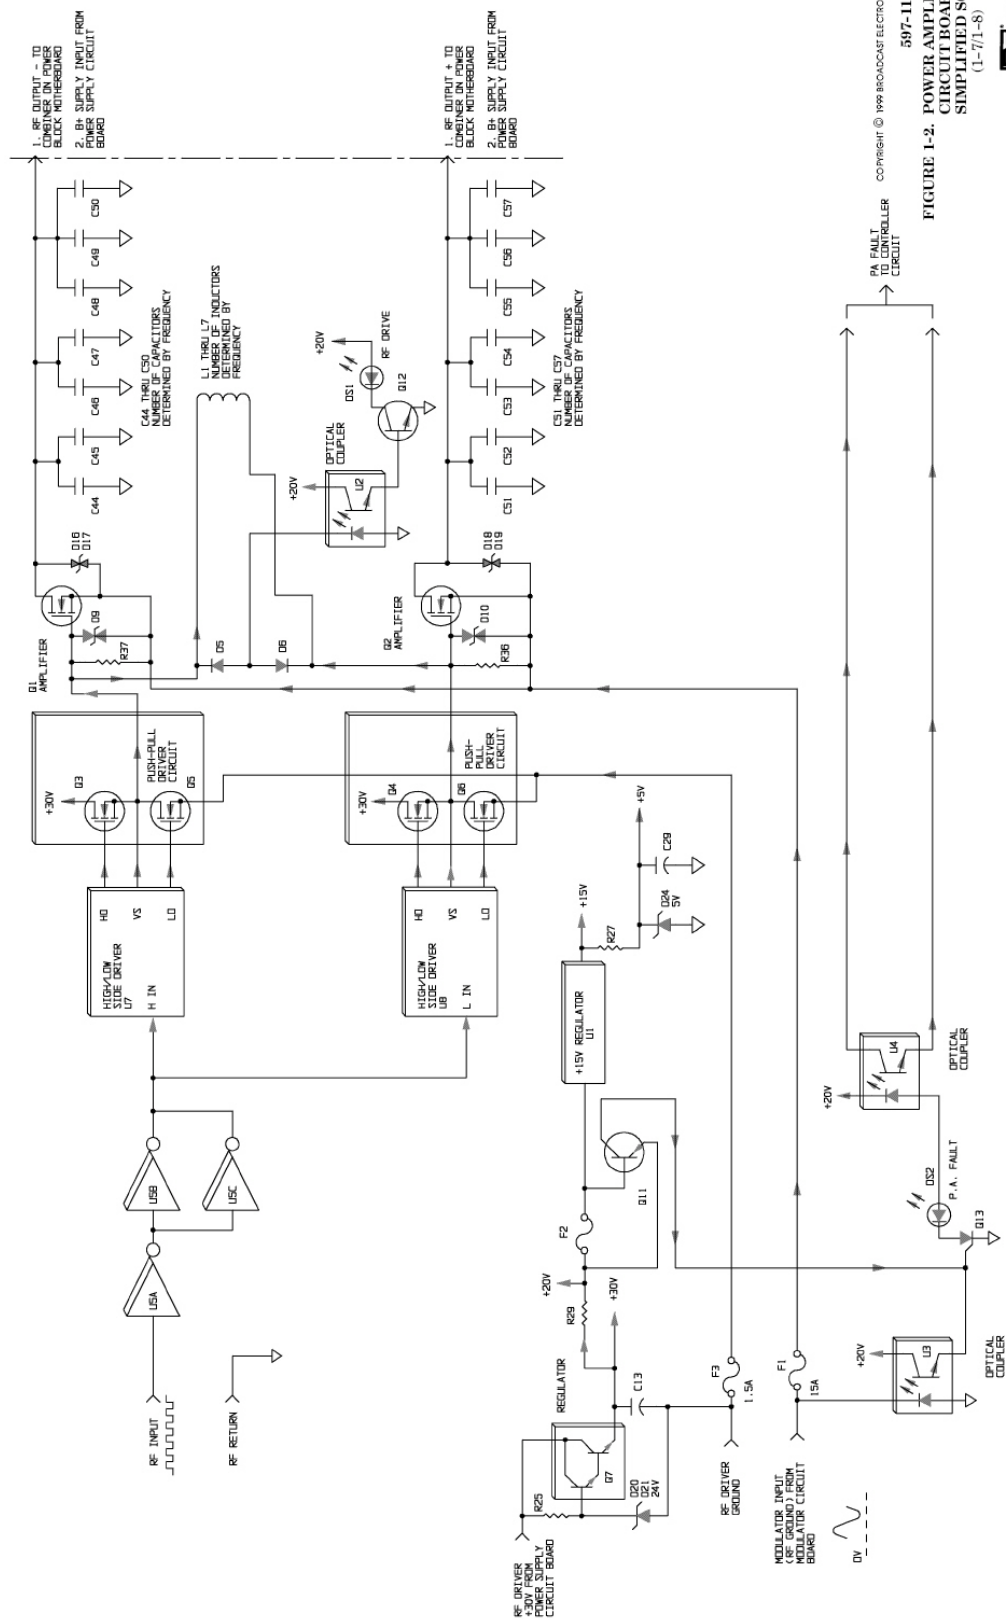 1. RF OUTPUT - TO
COMBINER ON POWER
BLOCK MOTHERBOARD
2. B+ SUPPLY INPUT FROM
POWER SUPPLY CIRCUIT
BOARD
C50
C49
C48
C47
C46
C45
C44
C44 THRU C50
NUMBER OF CAPACITORS
DETERMINED BY FREQUENCY
D16
D17
Q1
AMPLIFIER
D9
R37
L1 THRU L7
NUMBER OF INDUCTORS
DETERMINED BY
FREQUENCY
D5
D6
OPTICAL
COUPLER
U2
+20V
DS1
+20V
RF DRIVE
Q12
1. RF OUTPUT + TO
COMBINER ON POWER
BLOCK MOTHERBOARD
2. B+ SUPPLY INPUT FROM
POWER SUPPLY CIRCUIT
BOARD
C57
C56
C55
C54
C53
C52
C51
C51 THRU C57
NUMBER OF CAPACITORS
DETERMINED BY FREQUENCY
D18
D19
Q2
AMPLIFIER
D10
R36
+30V
Q3
PUSH-PULL
DRIVER
CIRCUIT
Q5
+30V
Q4
PUSH-
PULL
DRIVER
CIRCUIT
Q6
HIGH/LOW
SIDE DRIVER
U7
H IN
HO
VS
LO
HIGH/LOW
SIDE DRIVER
U8
L IN
HO
VS
LO
U5A
U5B
U5C
RF INPUT
RF RETURN
RF DRIVER
+30V FROM
POWER SUPPLY
CIRCUIT BOARD
R25
REGULATOR
Q7
D20
D21
24V
C13
+30V
R29
+20V
F2
Q11
+15V REGULATOR
U1
+15V
R27
D24
5V
C29
+5V
RF DRIVER
GROUND
F3
1.5A
MODULATOR INPUT
(RF GROUND) FROM
MODULATOR CIRCUIT
BOARD
0V
F1
15A
+20V
U3
OPTICAL
COUPLER
Q13
DS2
P.A. FAULT
+20V
U4
OPTICAL
COUPLER
PA FAULT
TO CONTROLLER
CIRCUIT
COPYRIGHT © 1999 BROADCAST ELECTRO
597-11
FIGURE 1-2. POWER AMPL
CIRCUIT BOA
SIMPLIFIED S
(1-7/1-8)